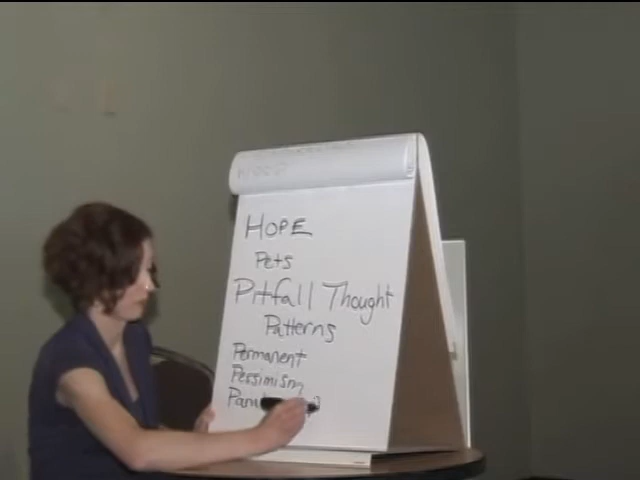 HOPE
Pets
Pitfall Thought
Patterns
Permanent
Pessimism